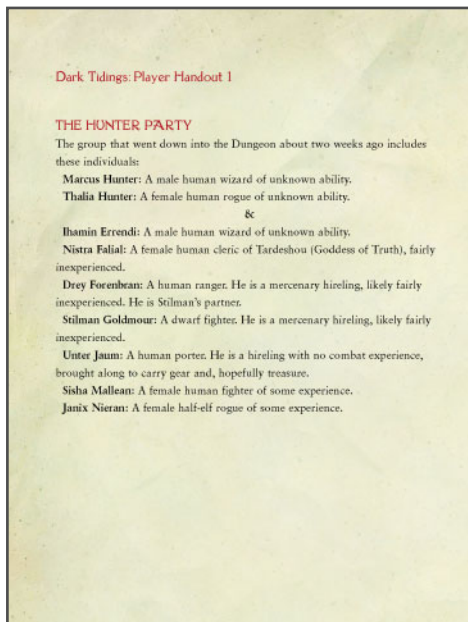 Dark Tidings: Player Handout 1
THE HUNTER PARTY
The group that went down into the Dungeon about two weeks ago includes
these individuals:
Marcus Hunter: A male human wizard of unknown ability.
Thalia Hunter: A female human rogue of unknown ability.
&
Ihamin Errendi: A male human wizard of unknown ability.
Nistra Falial: A female human cleric of Tardeshou (Goddess of Truth), fairly
inexperienced.
Drey Forenbran: A human ranger. He is a mercenary hireling, likely fairly
inexperienced. He is Stilman's partner.
Stilman Goldmour: A dwarf fighter. He is a mercenary hireling, likely fairly
inexperienced.
Unter Jaum: A human porter. He is a hireling with no combat experience,
brought along to carry gear and, hopefully treasure.
Sisha Mallean: A female human fighter of some experience.
Janix Nieran: A female half-elf rogue of some experience.